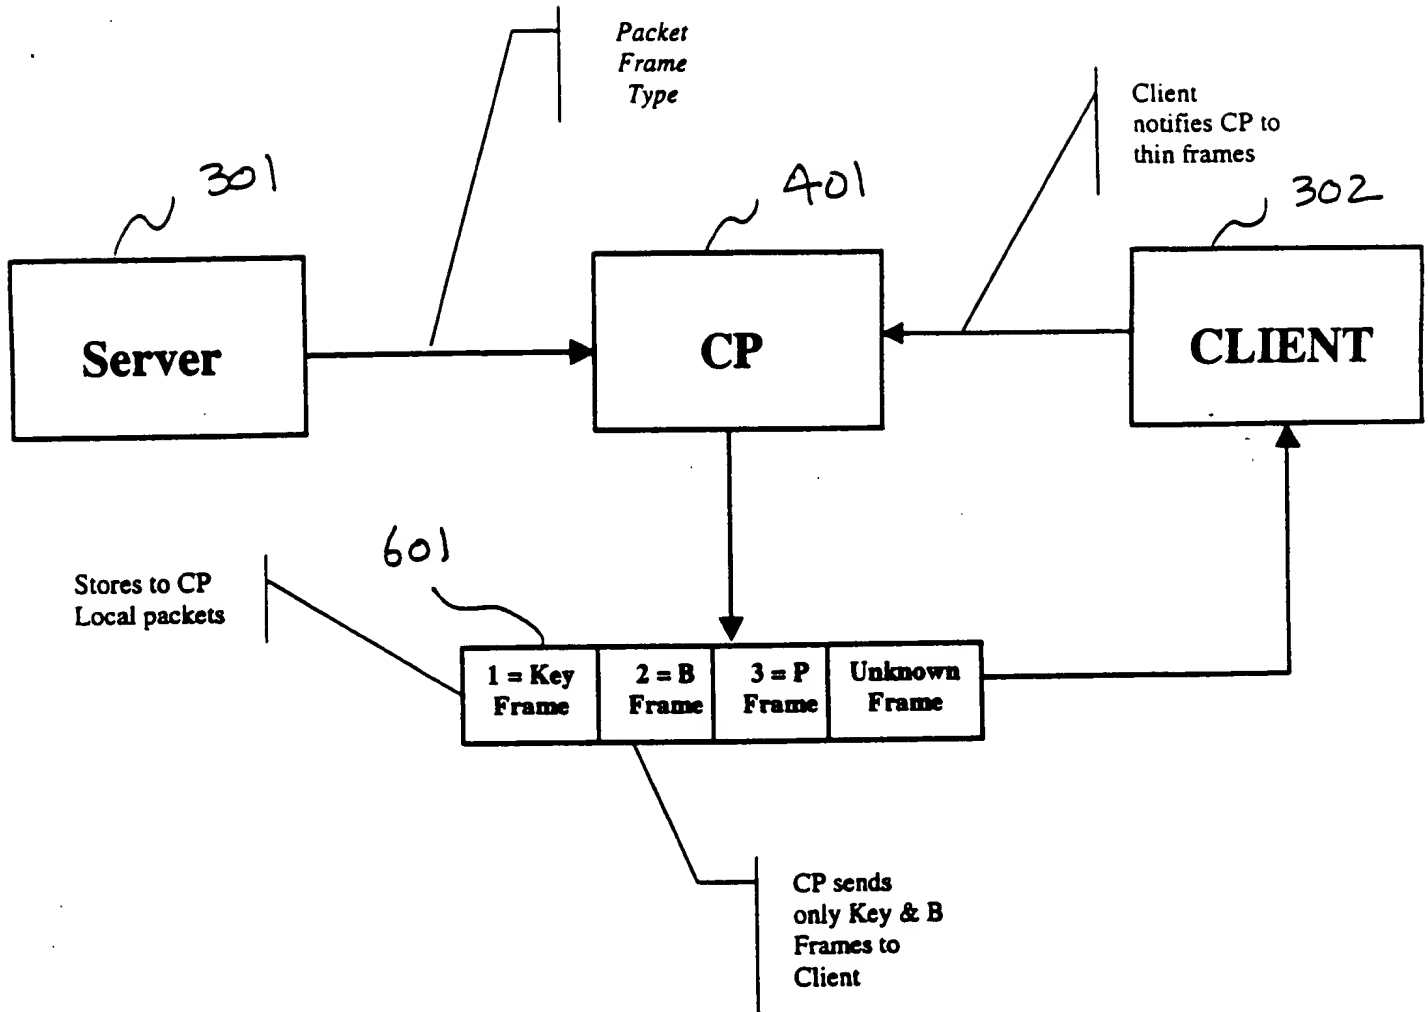 Packet
Frame
Type
Client
notifies CP to
thin frames
301
401
302
Server
CP
CLIENT
601
Stores to CP
Local packets
1 = Key
Frame
2 = B
Frame
3 = P
Frame
Unknown
Frame
CP sends
only Key & B
Frames to
Client